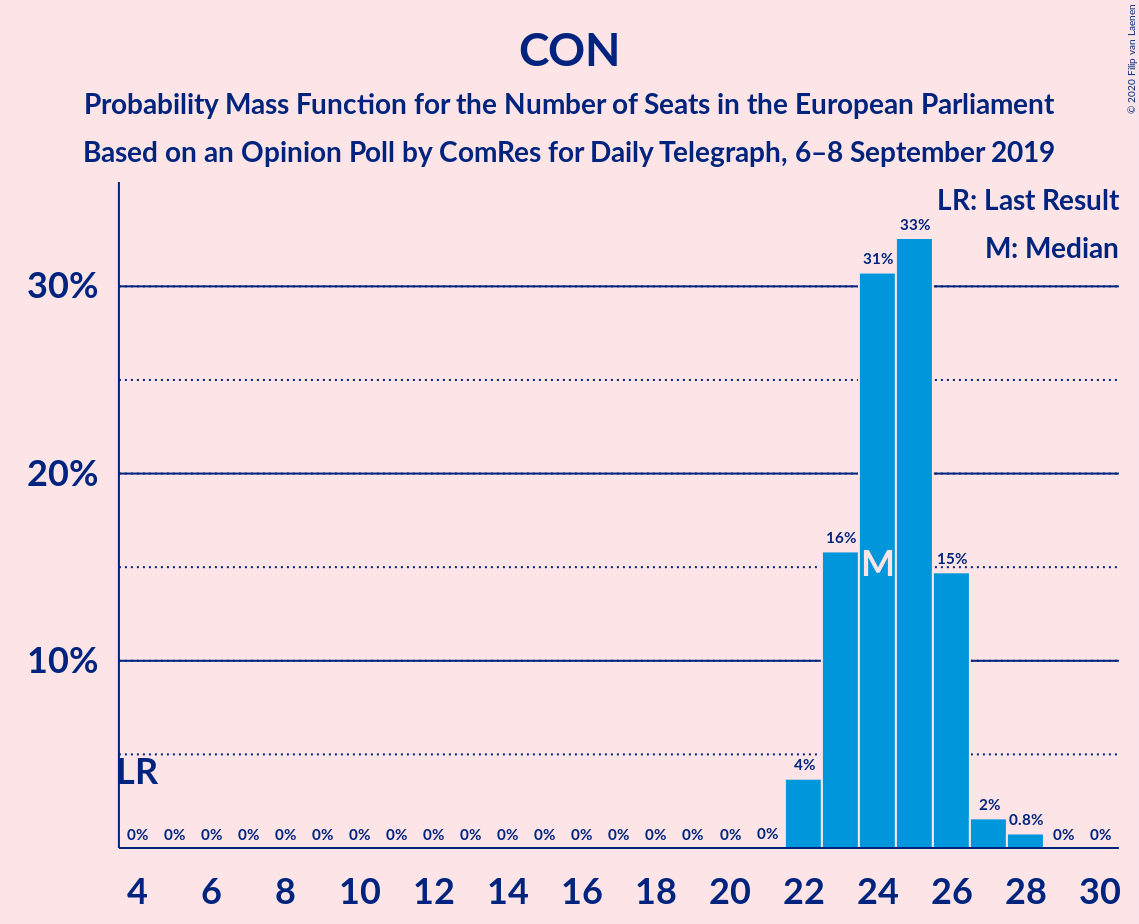 CON
Probability Mass Function for the Number of Seats in the European Parliament
Based on an Opinion Poll by ComRes for Daily Telegraph, 6–8 September 2019
© 2020 Filip van Laenen
LR: Last Result
M: Median
30%
20%
10%
33%
31%
16%
M
15%
LR
4%
2%
0.8%
0% 0% 0% 0% 0% 0% 0% 0% 0% 0% 0% 0% 0% 0% 0% 0% 0% 0% 0% 0%
4 6 8 10 12 14 16 18 20 22 24 26 28 30